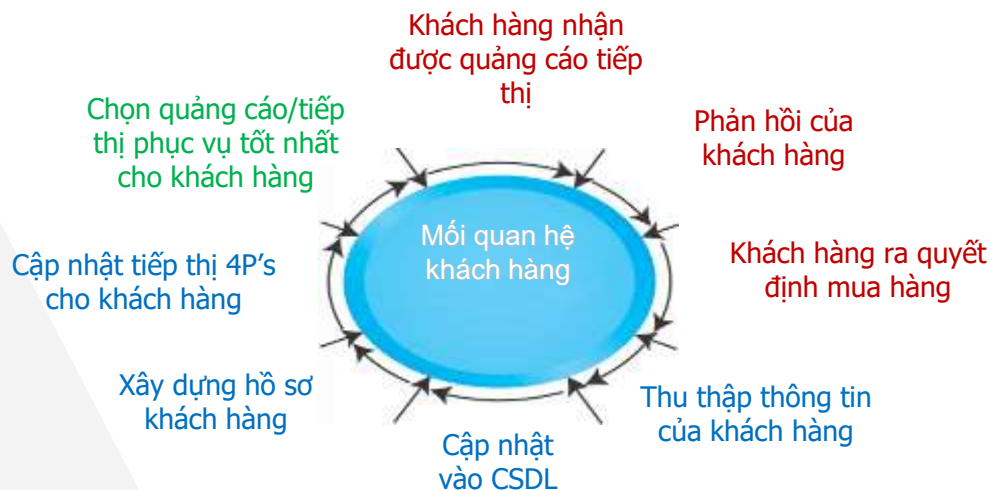 Khách hàng nhận
được quảng cáo tiếp
thị
Chọn quảng cáo/tiếp
thị phục vụ tốt nhất
cho khách hàng
Phản hồi của
khách hàng
Mối quan hệ
khách hàng
Cập nhật tiếp thị 4P's
cho khách hàng
Khách hàng ra quyết
định mua hàng
Xây dựng hồ sơ
khách hàng
Thu thập thông tin
của khách hàng
Cập nhật
vào CSDL